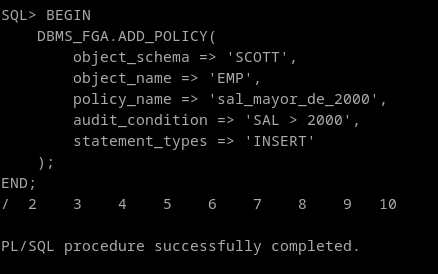 SQL> BEGIN
DBMS_FGA.ADD_POLICY(
object_schema => 'SCOTT',
object_name => 'EMP',
policy_name => 'sal_mayor_de_2000',
audit_condition => 'SAL > 2000',
statement_types => 'INSERT'
);
END;
/ 2 3 4 5 6 7 8 9 10
PL/SQL procedure successfully completed.